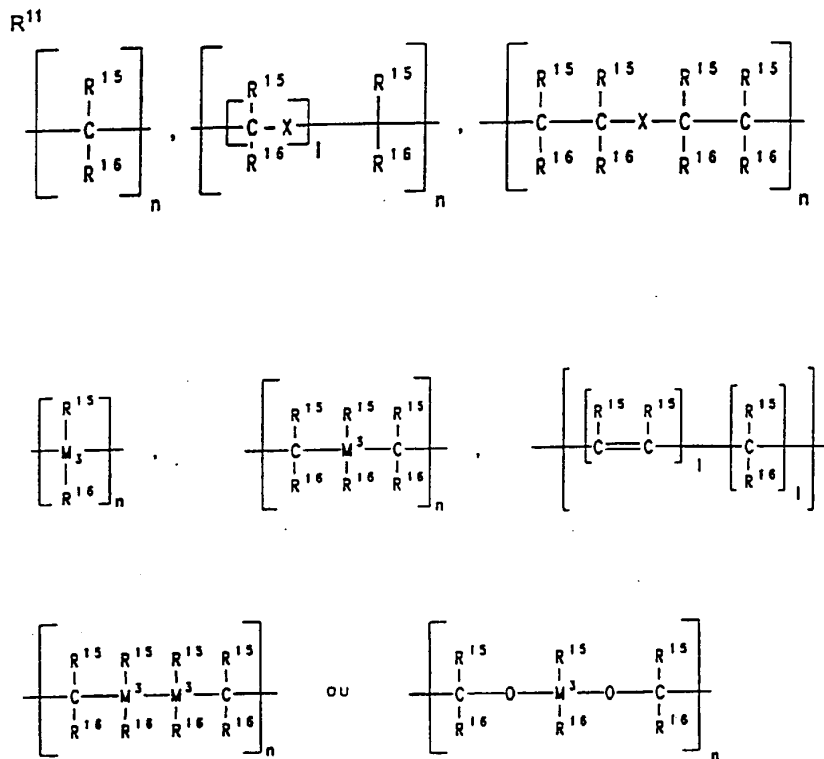 R¹¹
R¹⁵ R¹⁵ R¹⁵ R¹⁵ R¹⁵ R¹⁵ R¹⁵
C , C X , C C X C C
R¹⁶ R¹⁶ l R¹⁶ R¹⁶ R¹⁶ R¹⁶ R¹⁶
n n n
R¹⁵ R¹⁵ R¹⁵ R¹⁵ R¹⁵ R¹⁵ R¹⁵
M₃ , C M³ C , C = C C
R¹⁶ n R¹⁶ R¹⁶ R¹⁶ n l R¹⁶ l
R¹⁵ R¹⁵ R¹⁵ R¹⁵ R¹⁵ R¹⁵ R¹⁵
C M³ M³ C ou C O M³ O C
R¹⁶ R¹⁶ R¹⁶ R¹⁶ R¹⁶ R¹⁶ R¹⁶
n n